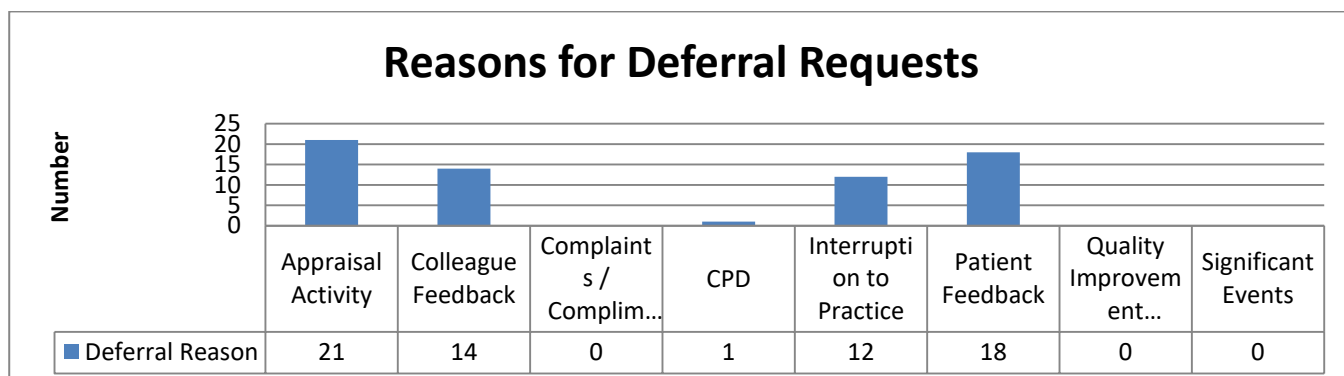 Reasons for Deferral Requests
Number
25
20
15
10
5
0
Appraisal
Activity
Colleague
Feedback
Complaint
s /
Complim...
CPD
Interrupti
on to
Practice
Patient
Feedback
Quality
Improvem
ent...
Significant
Events
Deferral Reason 21 14 0 1 12 18 0 0